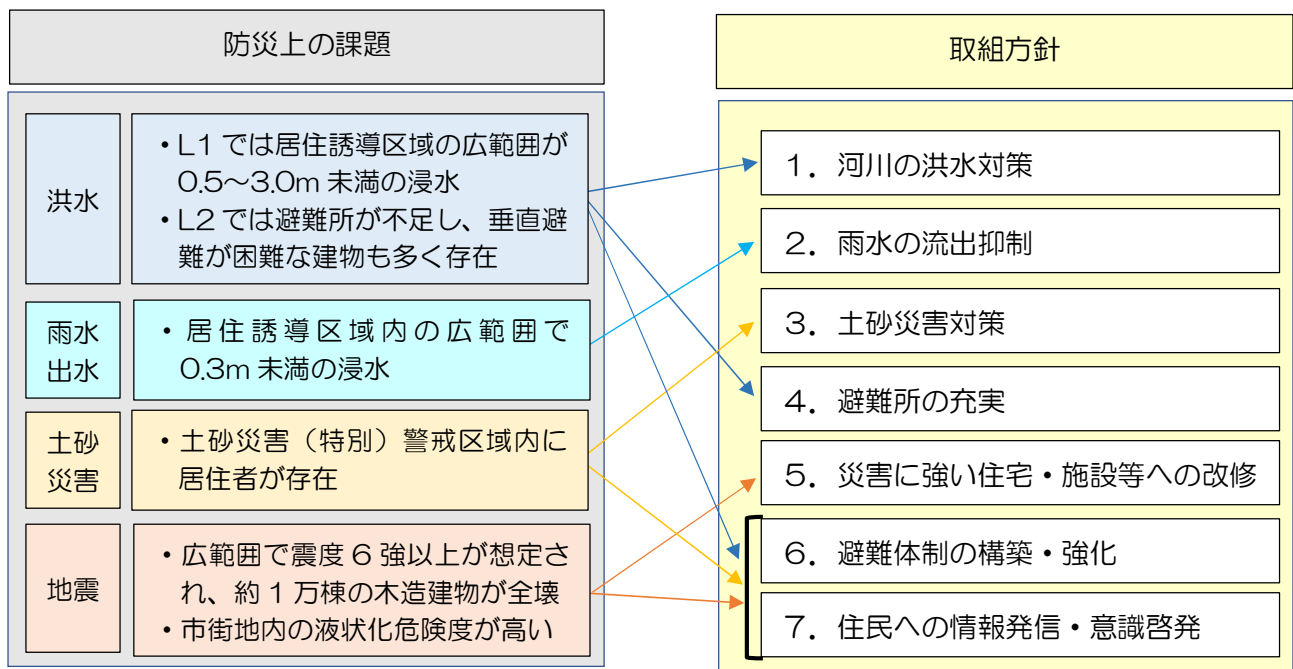 防災上の課題
取組方針
洪水
・L1 では居住誘導区域の広範囲が
0.5～3.0m 未満の浸水
・L2 では避難所が不足し、垂直避
難が困難な建物も多く存在
雨水
出水
・居住誘導区域内の広範囲で
0.3m 未満の浸水
土砂
災害
・土砂災害（特別）警戒区域内に
居住者が存在
地震
・広範囲で震度 6 強以上が想定さ
れ、約 1 万棟の木造建物が全壊
・市街地内の液状化危険度が高い
1．河川の洪水対策
2．雨水の流出抑制
3．土砂災害対策
4．避難所の充実
5．災害に強い住宅・施設等への改修
6．避難体制の構築・強化
7．住民への情報発信・意識啓発